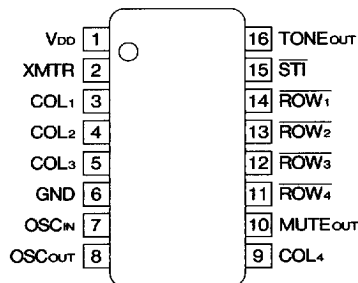 VDD 1 16 TONEOUT
XMTR 2 15 STI
COL1 3 14 ROW1
COL2 4 13 ROW2
COL3 5 12 ROW3
GND 6 11 ROW4
OSCIN 7 10 MUTEOUT
OSCOUT 8 9 COL4